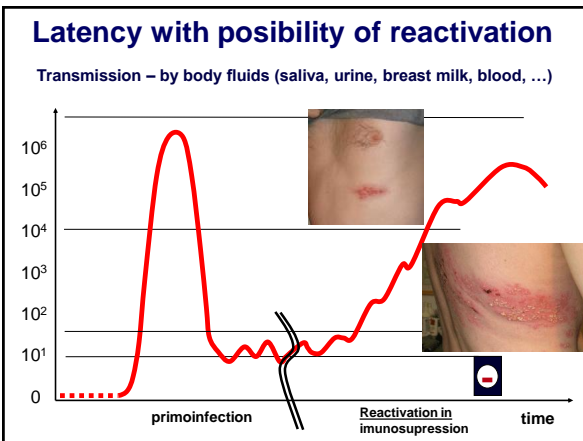 Latency with posibility of reactivation
Transmission – by body fluids (saliva, urine, breast milk, blood, …)
10⁶
10⁵
10⁴
10³
10²
10¹
0
primoinfection
Reactivation in
imunosupression
time